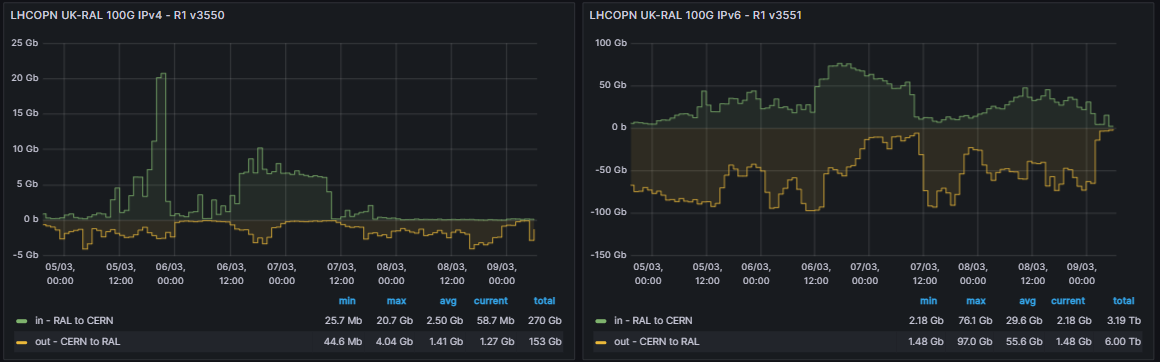 LHCOPN UK-RAL 100G IPv4 - R1 v3550
25 Gb
20 Gb
15 Gb
10 Gb
5 Gb
0 b
-5 Gb
05/03, 00:00
05/03, 12:00
06/03, 00:00
06/03, 12:00
07/03, 00:00
07/03, 12:00
08/03, 00:00
08/03, 12:00
09/03, 00:00
min max avg current total
in - RAL to CERN 25.7 Mb 20.7 Gb 2.50 Gb 58.7 Mb 270 Gb
out - CERN to RAL 44.6 Mb 4.04 Gb 1.41 Gb 1.27 Gb 153 Gb
LHCOPN UK-RAL 100G IPv6 - R1 v3551
100 Gb
50 Gb
0 b
-50 Gb
-100 Gb
-150 Gb
05/03, 00:00
05/03, 12:00
06/03, 00:00
06/03, 12:00
07/03, 00:00
07/03, 12:00
08/03, 00:00
08/03, 12:00
09/03, 00:00
min max avg current total
in - RAL to CERN 2.18 Gb 76.1 Gb 29.6 Gb 2.18 Gb 3.19 Tb
out - CERN to RAL 1.48 Gb 97.0 Gb 55.6 Gb 1.48 Gb 6.00 Tb